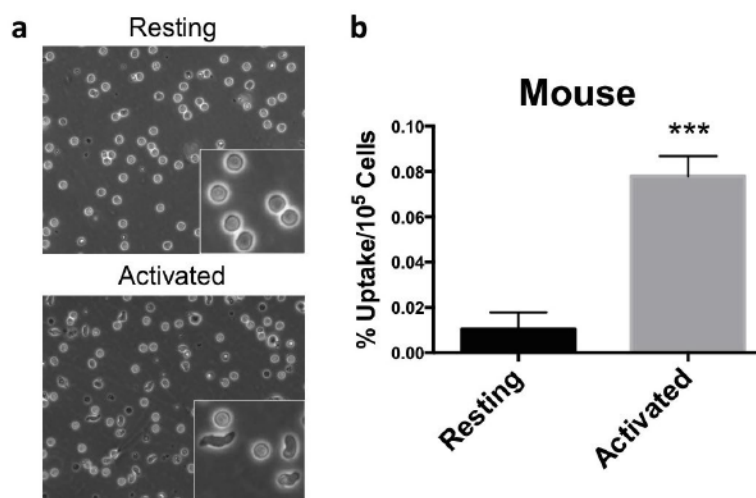 a
Resting
Activated
b
Mouse
% Uptake/10⁵ Cells
0.10
0.08
0.06
0.04
0.02
0.00
***
Resting
Activated